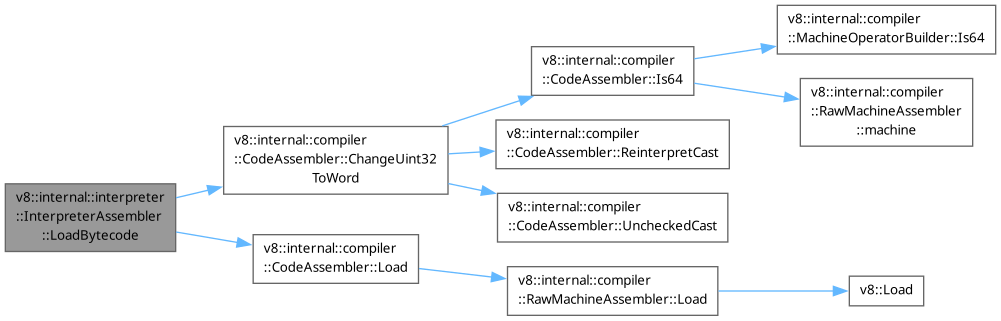 v8::internal::interpreter
::InterpreterAssembler
::LoadBytecode
v8::internal::compiler
::CodeAssembler::ChangeUint32
ToWord
v8::internal::compiler
::CodeAssembler::Is64
v8::internal::compiler
::MachineOperatorBuilder::Is64
v8::internal::compiler
::RawMachineAssembler
::machine
v8::internal::compiler
::CodeAssembler::ReinterpretCast
v8::internal::compiler
::CodeAssembler::UncheckedCast
v8::internal::compiler
::CodeAssembler::Load
v8::internal::compiler
::RawMachineAssembler::Load
v8::Load